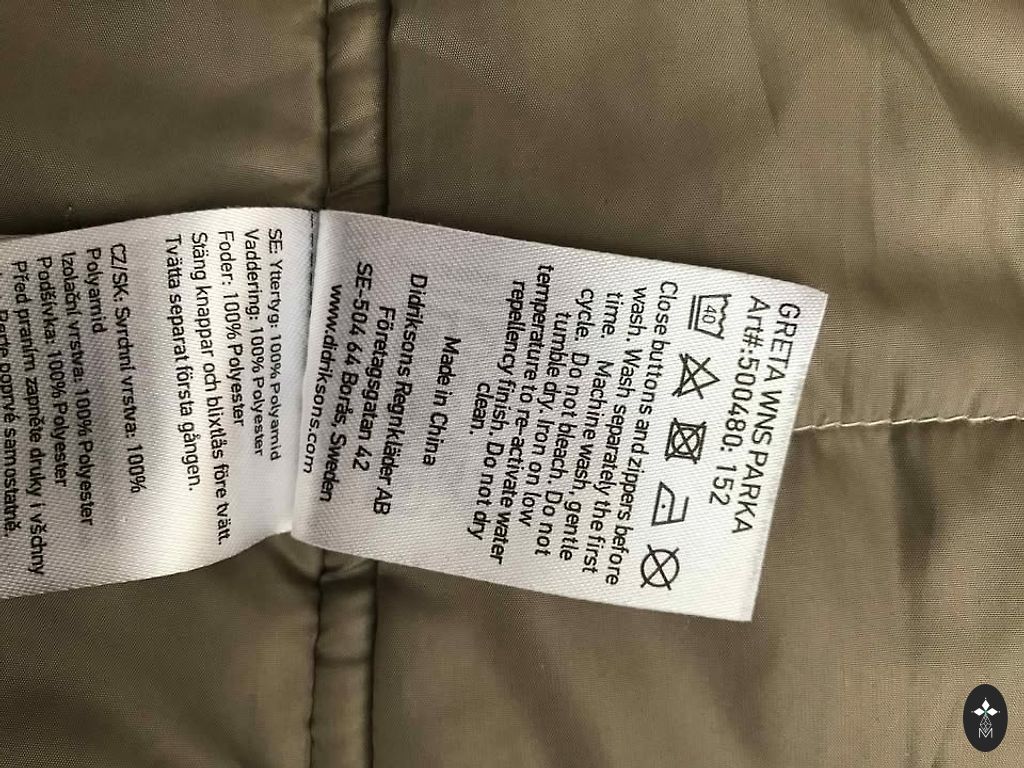 GRETA WNS PARKA
Art#:500480: 152
40
Close buttons and zippers before
wash. Wash separately the first
time. Machine wash, gentle
cycle. Do not bleach. Do not
tumble dry. Iron on low
temperature to re-activate water
repellency finish. Do not dry
clean.
Made in China
Didriksons Regnkläder AB
Företagsgatan 42
SE-504 64 Borås, Sweden
www.didriksons.com
SE: Yttertyg: 100% Polyamid
Vaddering: 100% Polyester
Foder: 100% Polyester
Stäng knappar och blixtlås före tvätt.
Tvätta separat första gången.
CZ/SK: Svrchní vrstva: 100%
Polyamid
Izolační vrstva: 100% Polyester
Podšívka: 100% Polyester
Před praním zapněte druky i všchny
Perte poprvé samostatně.
M